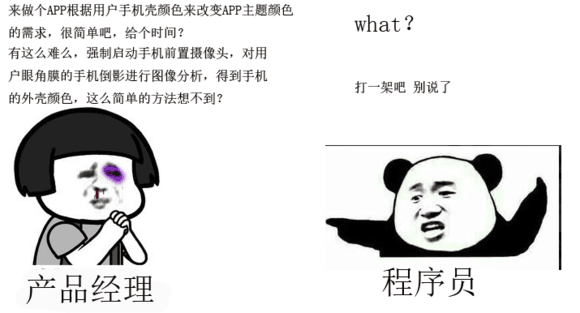 来做个APP根据用户手机壳颜色来改变APP主题颜色
的需求，很简单吧，给个时间？
有这么难么，强制启动手机前置摄像头，对用
户眼角膜的手机倒影进行图像分析，得到手机
的外壳颜色，这么简单的方法想不到？
产品经理
what？
打一架吧 别说了
程序员